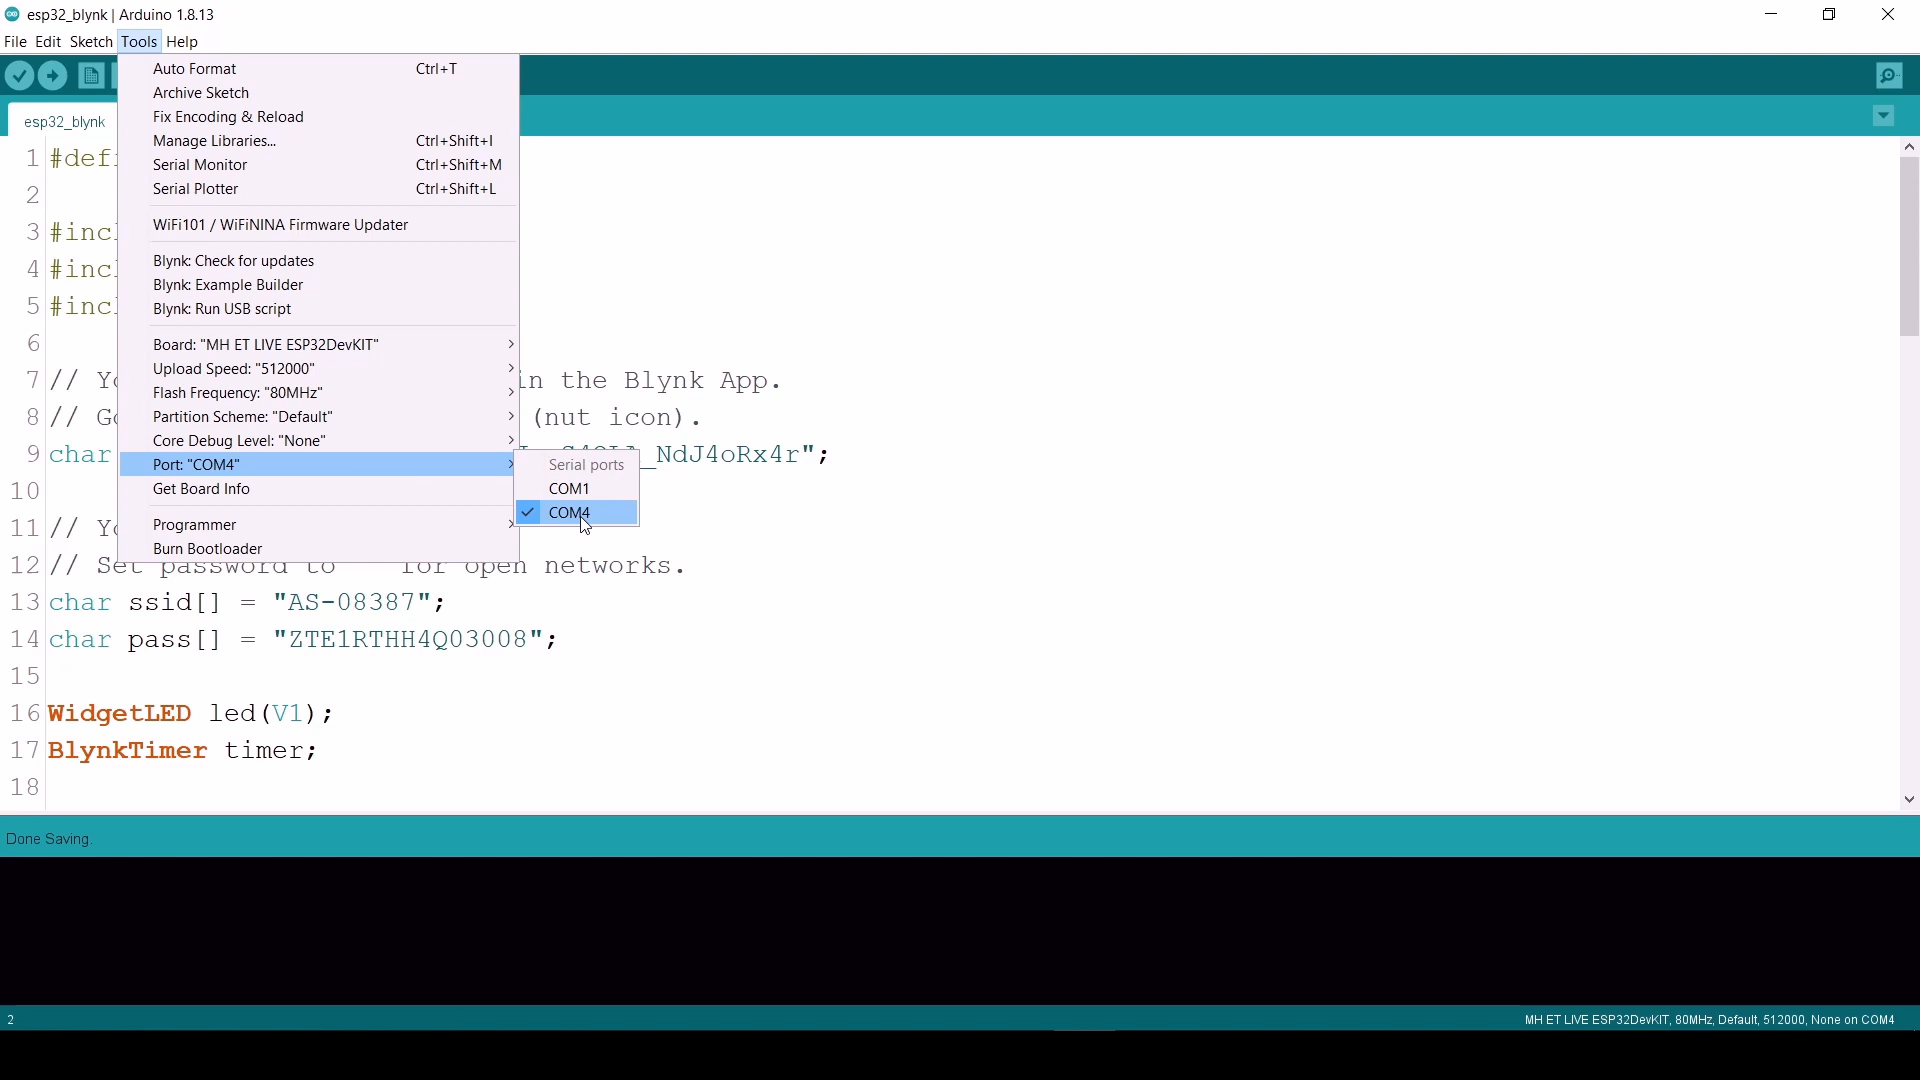 esp32_blynk | Arduino 1.8.13
File Edit Sketch Tools Help
Auto Format Ctrl+T
Archive Sketch
Fix Encoding & Reload
Manage Libraries... Ctrl+Shift+I
Serial Monitor Ctrl+Shift+M
Serial Plotter Ctrl+Shift+L
WiFi101 / WiFiNINA Firmware Updater
Blynk: Check for updates
Blynk: Example Builder
Blynk: Run USB script
Board: "MH ET LIVE ESP32DevKIT"
Upload Speed: "512000"
Flash Frequency: "80MHz"
Partition Scheme: "Default"
Core Debug Level: "None"
Port: "COM4"
Get Board Info
Programmer
Burn Bootloader
Serial ports
COM1
COM4
esp32_blynk
1 #def
2
3 #incl
4 #incl
5 #incl
6
7 // in the Blynk App.
8 // (nut icon).
9 char _NdJ4oRx4r";
10
11 //
12 // Set password to for open networks.
13 char ssid[] = "AS-08387";
14 char pass[] = "ZTE1RTHH4Q03008";
15
16 WidgetLED led(V1);
17 BlynkTimer timer;
18
Done Saving.
2 MH ET LIVE ESP32DevKIT, 80MHz, Default, 512000, None on COM4